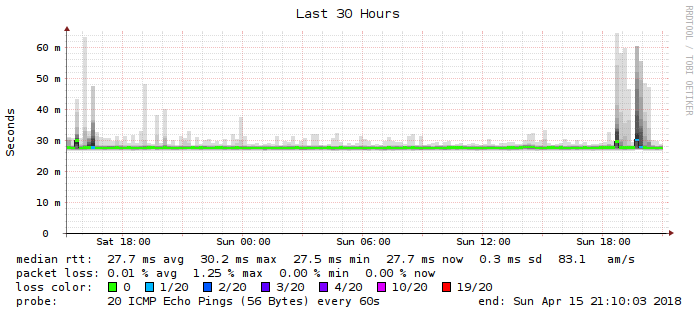 Last 30 Hours
RRDTOOL / TOBI OETIKER
Seconds
60 m
50 m
40 m
30 m
20 m
10 m
0
Sat 18:00 Sun 00:00 Sun 06:00 Sun 12:00 Sun 18:00
median rtt: 27.7 ms avg 30.2 ms max 27.5 ms min 27.7 ms now 0.3 ms sd 83.1 am/s
packet loss: 0.01 % avg 1.25 % max 0.00 % min 0.00 % now
loss color: 0 1/20 2/20 3/20 4/20 10/20 19/20
probe: 20 ICMP Echo Pings (56 Bytes) every 60s end: Sun Apr 15 21:10:03 2018